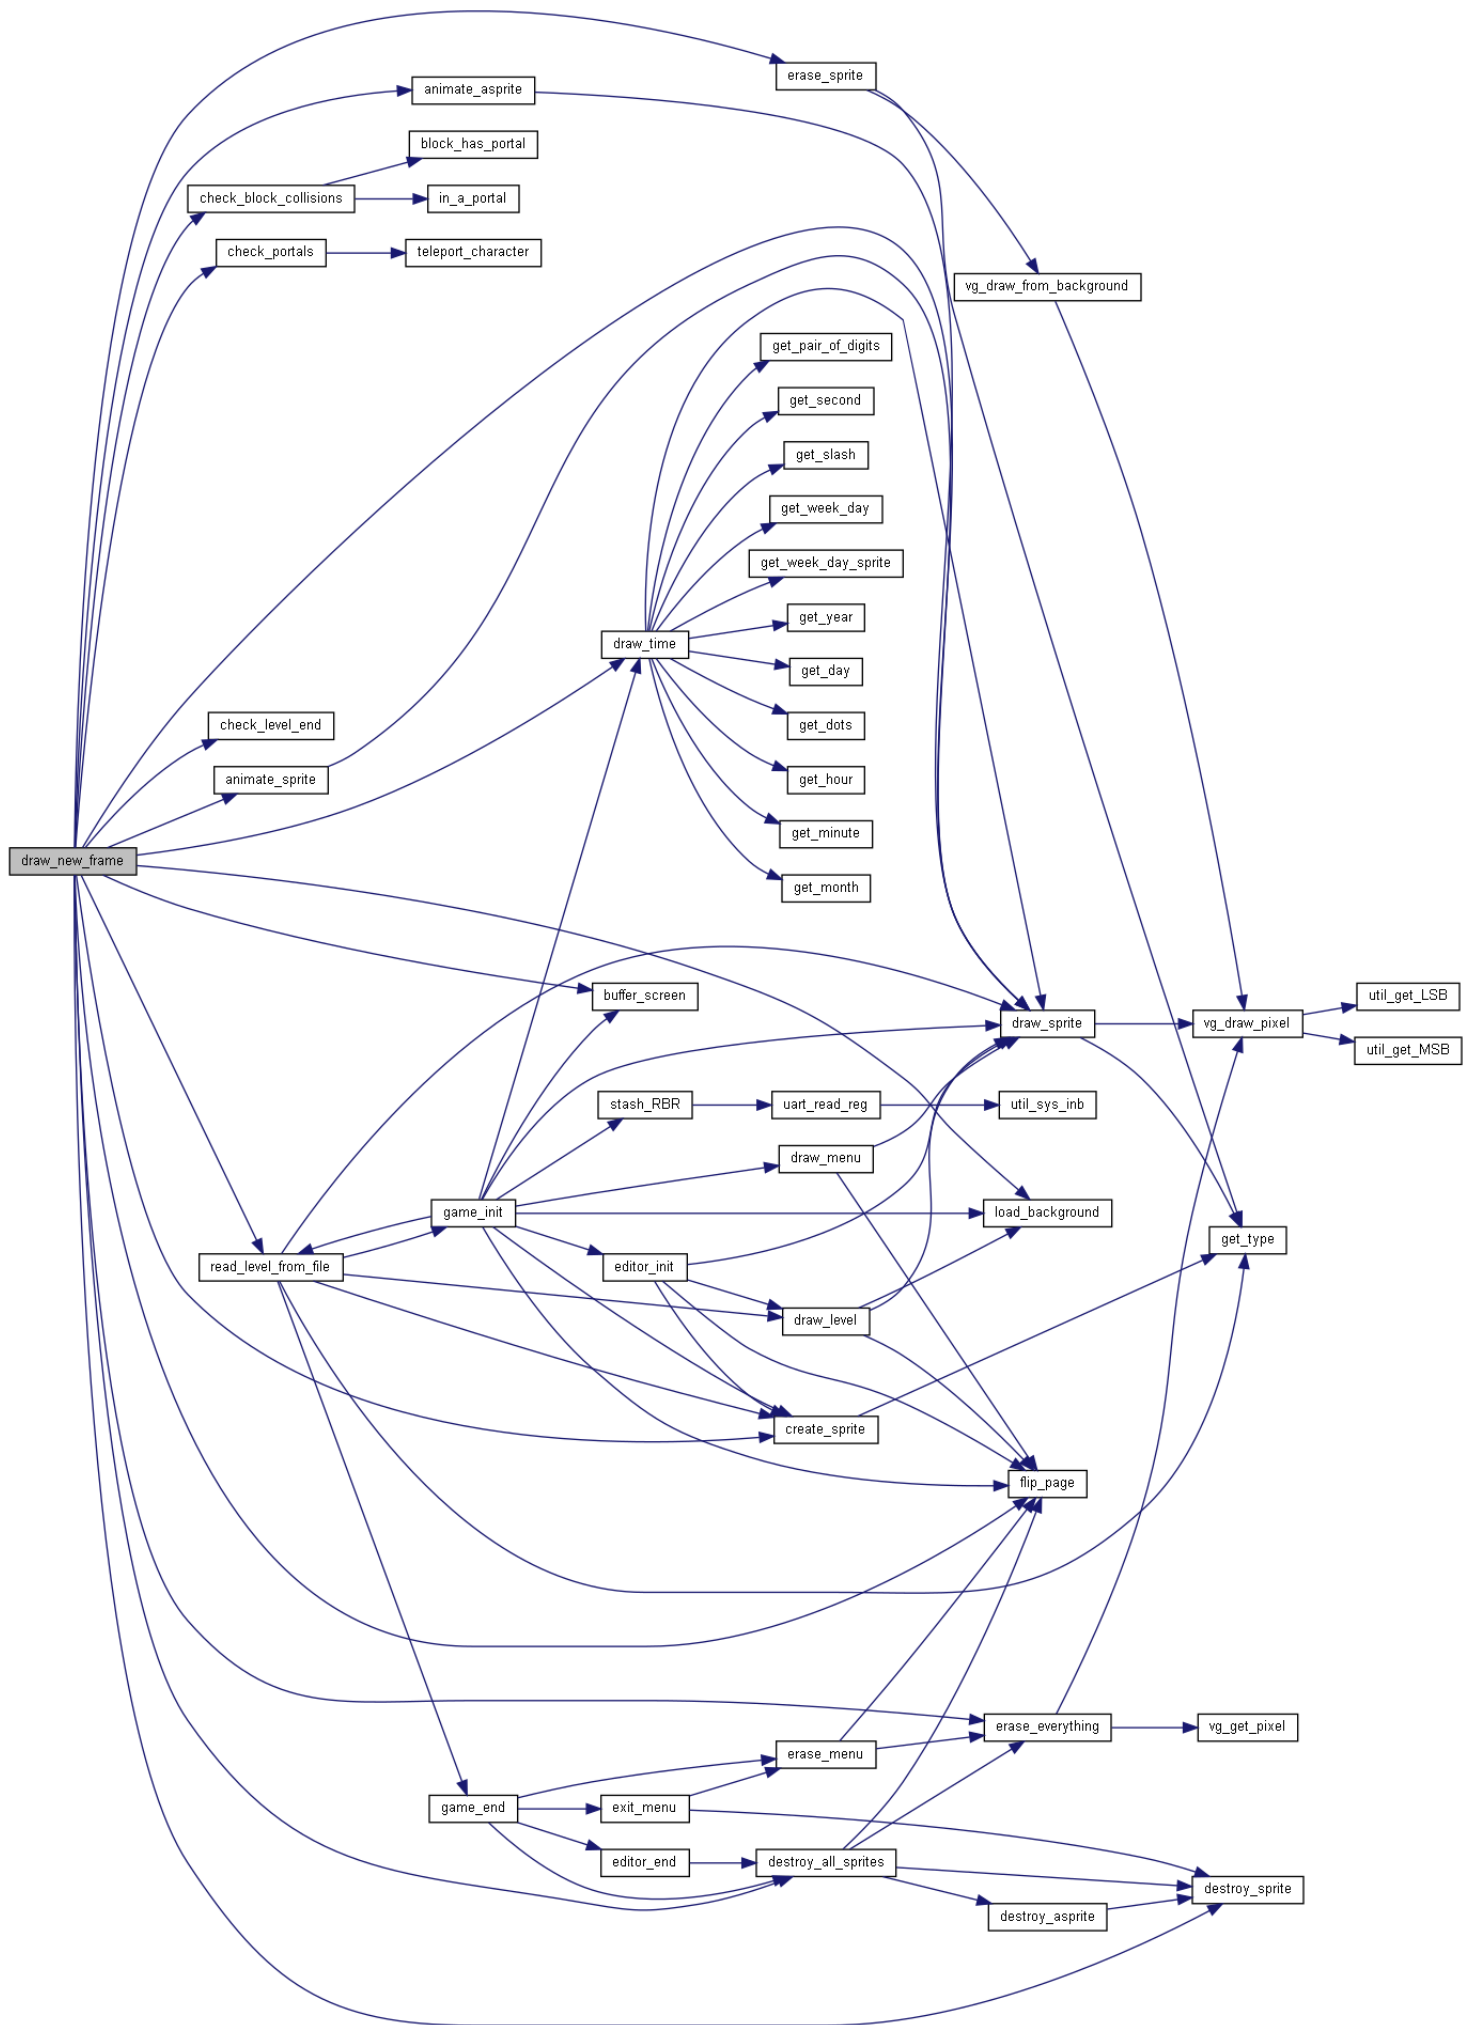 erase_sprite
animate_asprite
block_has_portal
check_block_collisions
in_a_portal
check_portals
teleport_character
vg_draw_from_background
get_pair_of_digits
get_second
get_slash
get_week_day
get_week_day_sprite
get_year
draw_time
get_day
get_dots
check_level_end
animate_sprite
get_hour
get_minute
draw_new_frame
get_month
buffer_screen
util_get_LSB
draw_sprite
vg_draw_pixel
util_get_MSB
stash_RBR
uart_read_reg
util_sys_inb
draw_menu
game_init
load_background
get_type
read_level_from_file
editor_init
draw_level
create_sprite
flip_page
erase_everything
vg_get_pixel
erase_menu
game_end
exit_menu
editor_end
destroy_all_sprites
destroy_sprite
destroy_asprite